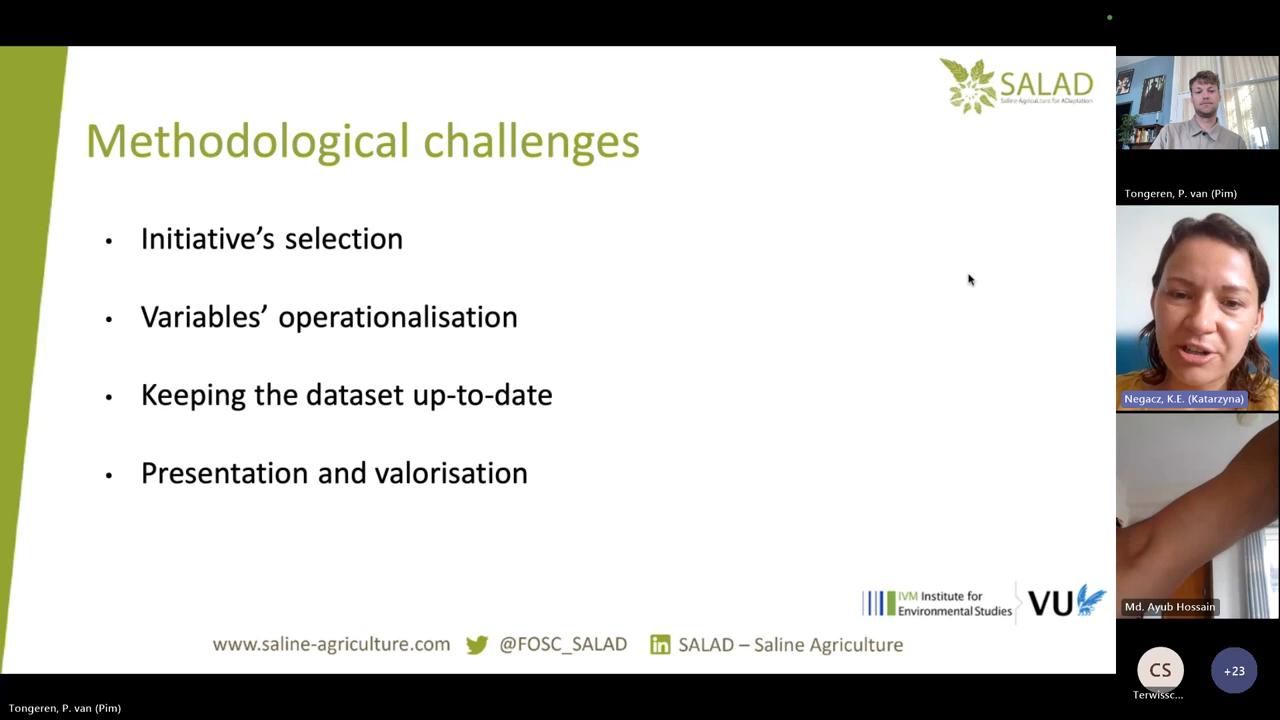 SALAD
Saline Agriculture for ADaptation
Methodological challenges
• Initiative's selection
• Variables' operationalisation
• Keeping the dataset up-to-date
• Presentation and valorisation
IVM Institute for
Environmental Studies
VU
www.saline-agriculture.com @FOSC_SALAD SALAD – Saline Agriculture
Tongeren, P. van (Pim)
Negacz, K.E. (Katarzyna)
Md. Ayub Hossain
CS
+23
Terwissc...
Tongeren, P. van (Pim)